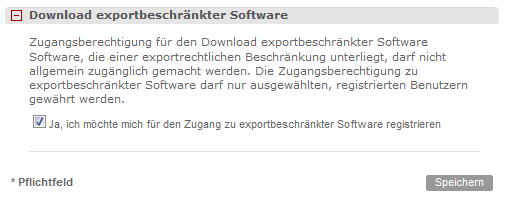 Download exportbeschränkter Software
Zugangsberechtigung für den Download exportbeschränkter Software
Software, die einer exportrechtlichen Beschränkung unterliegt, darf nicht
allgemein zugänglich gemacht werden. Die Zugangsberechtigung zu
exportbeschränkter Software darf nur ausgewählten, registrierten Benutzern
gewährt werden.
Ja, ich möchte mich für den Zugang zu exportbeschränkter Software registrieren
* Pflichtfeld
Speichern